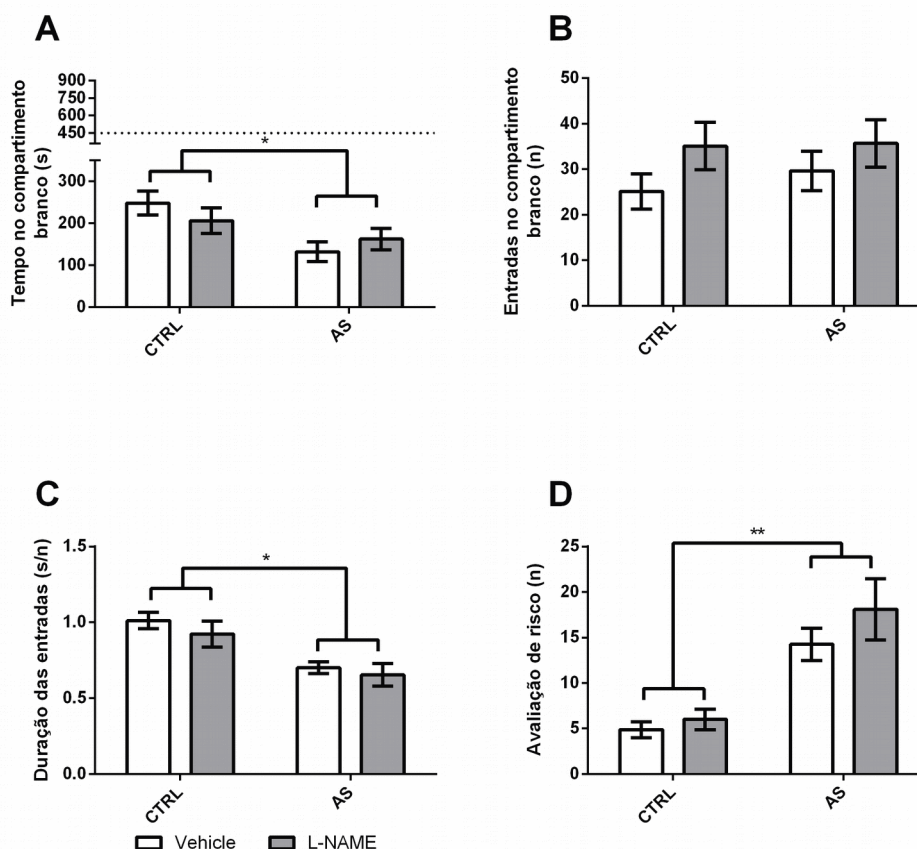 A
Tempo no compartimento
branco (s)
900
750
600
450
300
200
100
0
*
CTRL
AS
B
Entradas no compartimento
branco (n)
50
40
30
20
10
0
CTRL
AS
C
Duração das entradas (s/n)
1.5
1.0
0.5
0.0
*
CTRL
AS
D
Avaliação de risco (n)
25
20
15
10
5
0
**
CTRL
AS
Vehicle
L-NAME